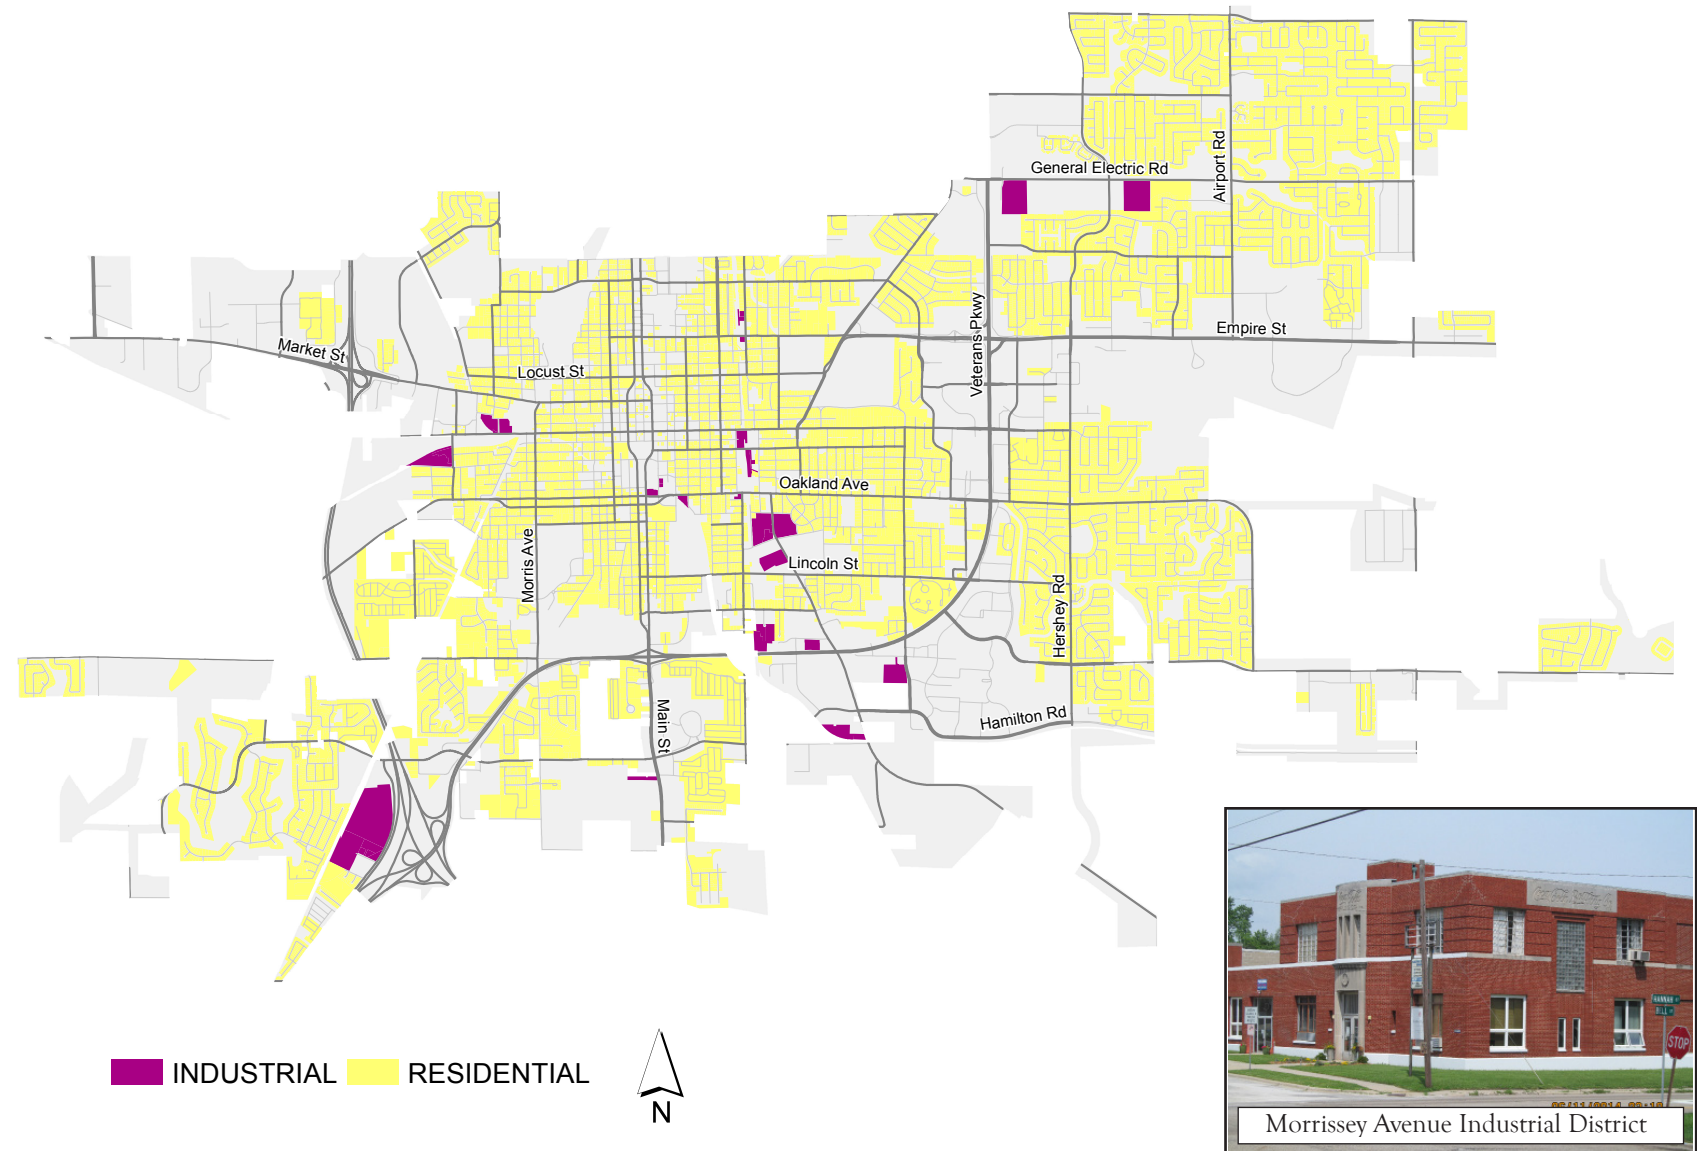 General Electric Rd
Airport Rd
Empire St
Veterans Pkwy
Market St
Locust St
Oakland Ave
Morris Ave
Lincoln St
Hershey Rd
Main St
Hamilton Rd
INDUSTRIAL
RESIDENTIAL
N
HANNAH
STOP
Morrissey Avenue Industrial District